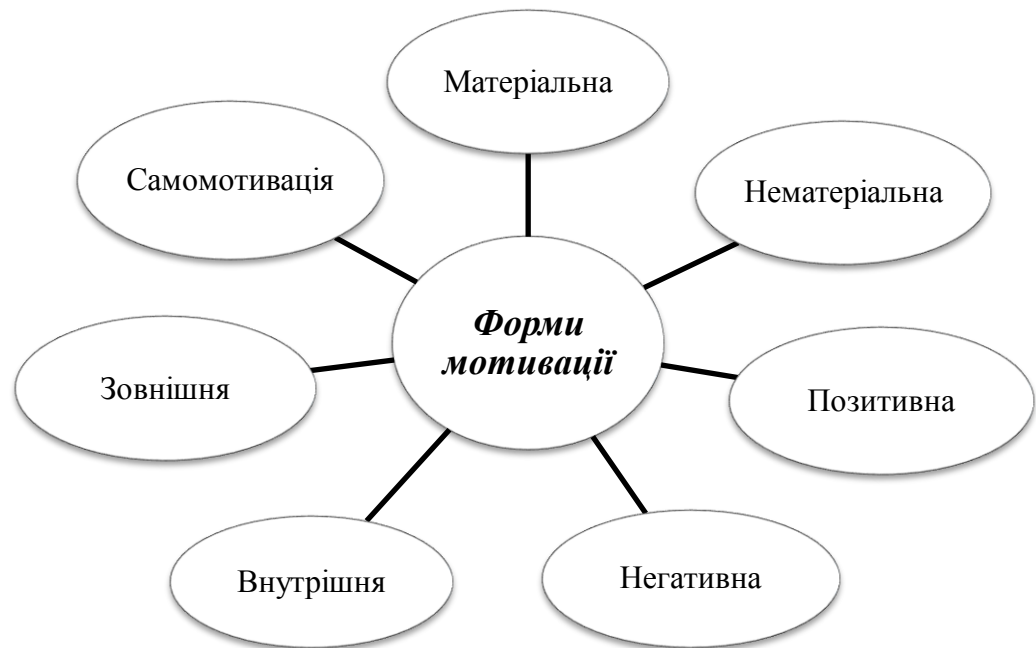 Матеріальна
Самомотивація
Нематеріальна
Форми
мотивації
Зовнішня
Позитивна
Внутрішня
Негативна